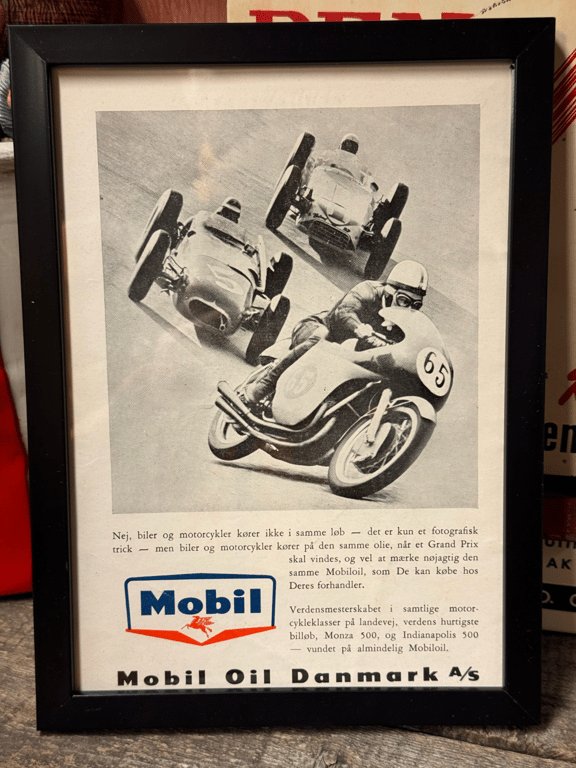 65
Nej, biler og motorcykler kører ikke i samme løb — det er kun et fotografisk
trick — men biler og motorcykler kører på den samme olie, når et Grand Prix
skal vindes, og vel at mærke nøjagtig den
samme Mobiloil, som De kan købe hos
Deres forhandler.
Mobil
Verdensmesterskabet i samtlige motor-
cykleklasser på landevej, verdens hurtigste
billøb, Monza 500, og Indianapolis 500
— vundet på almindelig Mobiloil.
Mobil Oil Danmark A/s